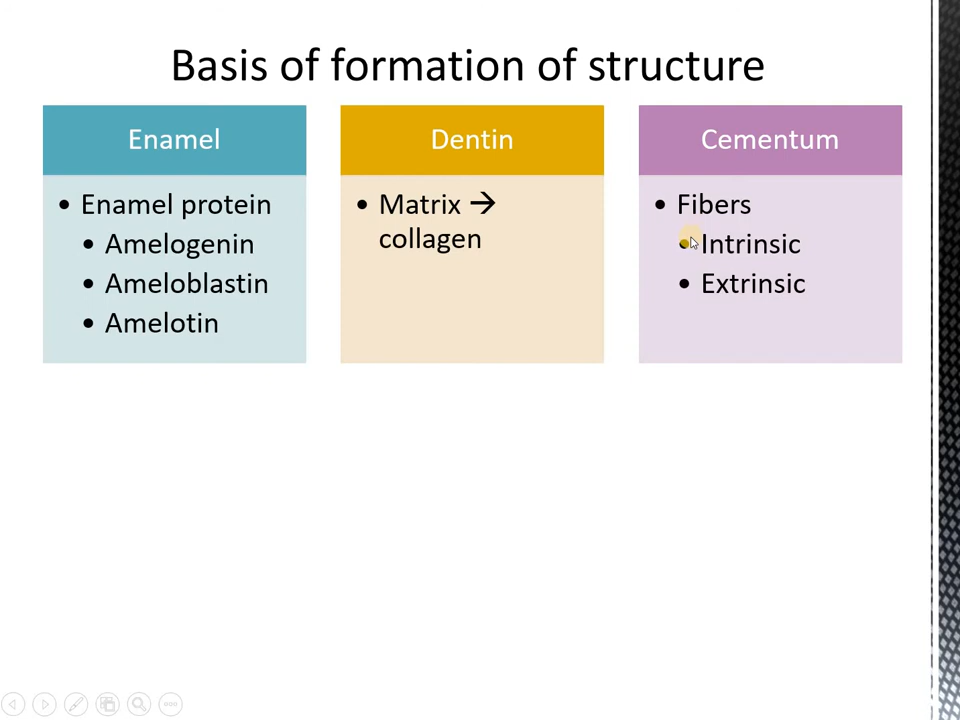 Basis of formation of structure
Enamel
• Enamel protein
• Amelogenin
• Ameloblastin
• Amelotin
Dentin
• Matrix →
collagen
Cementum
• Fibers
• Intrinsic
• Extrinsic